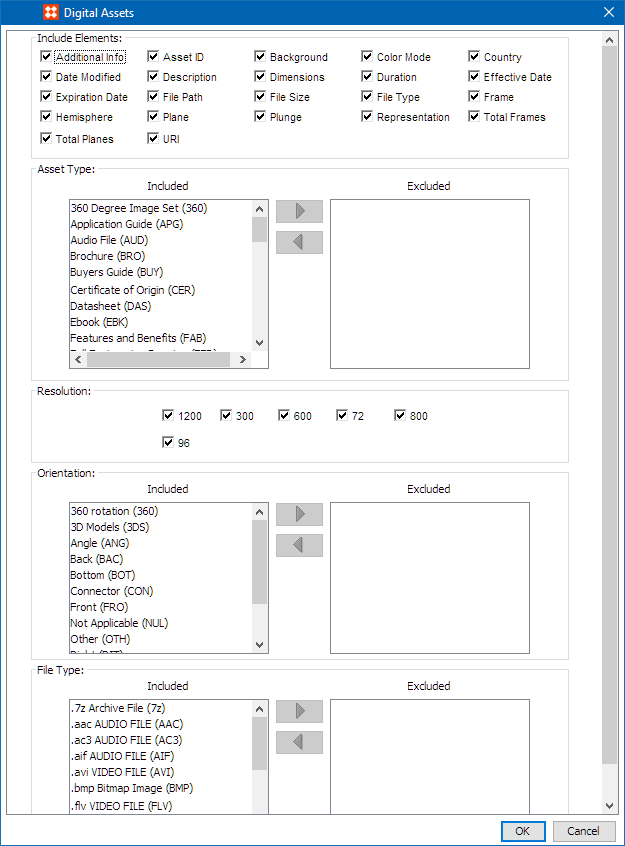 Digital Assets
Include Elements:
Additional Info Asset ID Background Color Mode Country
Date Modified Description Dimensions Duration Effective Date
Expiration Date File Path File Size File Type Frame
Hemisphere Plane Plunge Representation Total Frames
Total Planes URI
Asset Type:
Included Excluded
360 Degree Image Set (360)
Application Guide (APG)
Audio File (AUD)
Brochure (BRO)
Buyers Guide (BUY)
Certificate of Origin (CER)
Datasheet (DAS)
Ebook (EBK)
Features and Benefits (FAB)
Resolution:
1200 300 600 72 800
96
Orientation:
Included Excluded
360 rotation (360)
3D Models (3DS)
Angle (ANG)
Back (BAC)
Bottom (BOT)
Connector (CON)
Front (FRO)
Not Applicable (NUL)
Other (OTH)
File Type:
Included Excluded
.7z Archive File (7z)
.aac AUDIO FILE (AAC)
.ac3 AUDIO FILE (AC3)
.aif AUDIO FILE (AIF)
.avi VIDEO FILE (AVI)
.bmp Bitmap Image (BMP)
.flv VIDEO FILE (FLV)
OK Cancel